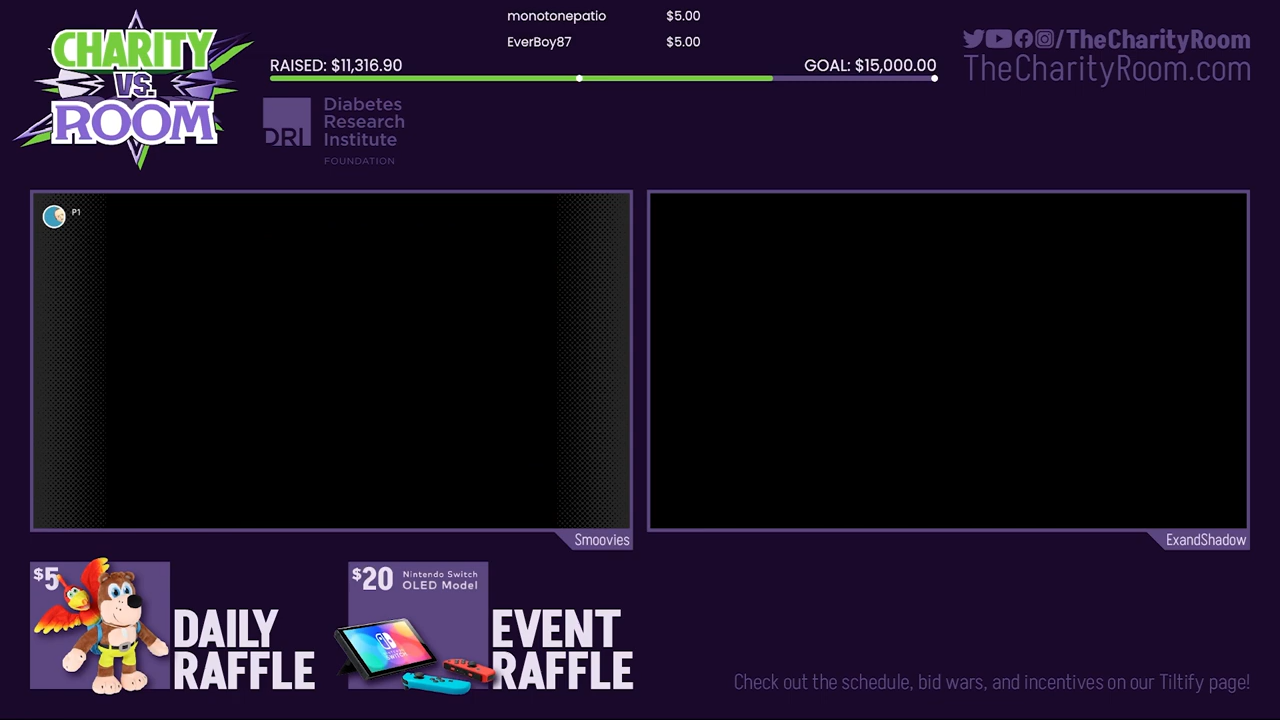 CHARITY
VS.
ROOM
monotonepatio $5.00
EverBoy87 $5.00
RAISED: $11,316.90
GOAL: $15,000.00
/TheCharityRoom
TheCharityRoom.com
DRI
Diabetes
Research
Institute
FOUNDATION
P1
Smoovies
ExandShadow
$5
DAILY
RAFFLE
$20
Nintendo Switch
OLED Model
EVENT
RAFFLE
Check out the schedule, bid wars, and incentives on our Tiltify page!